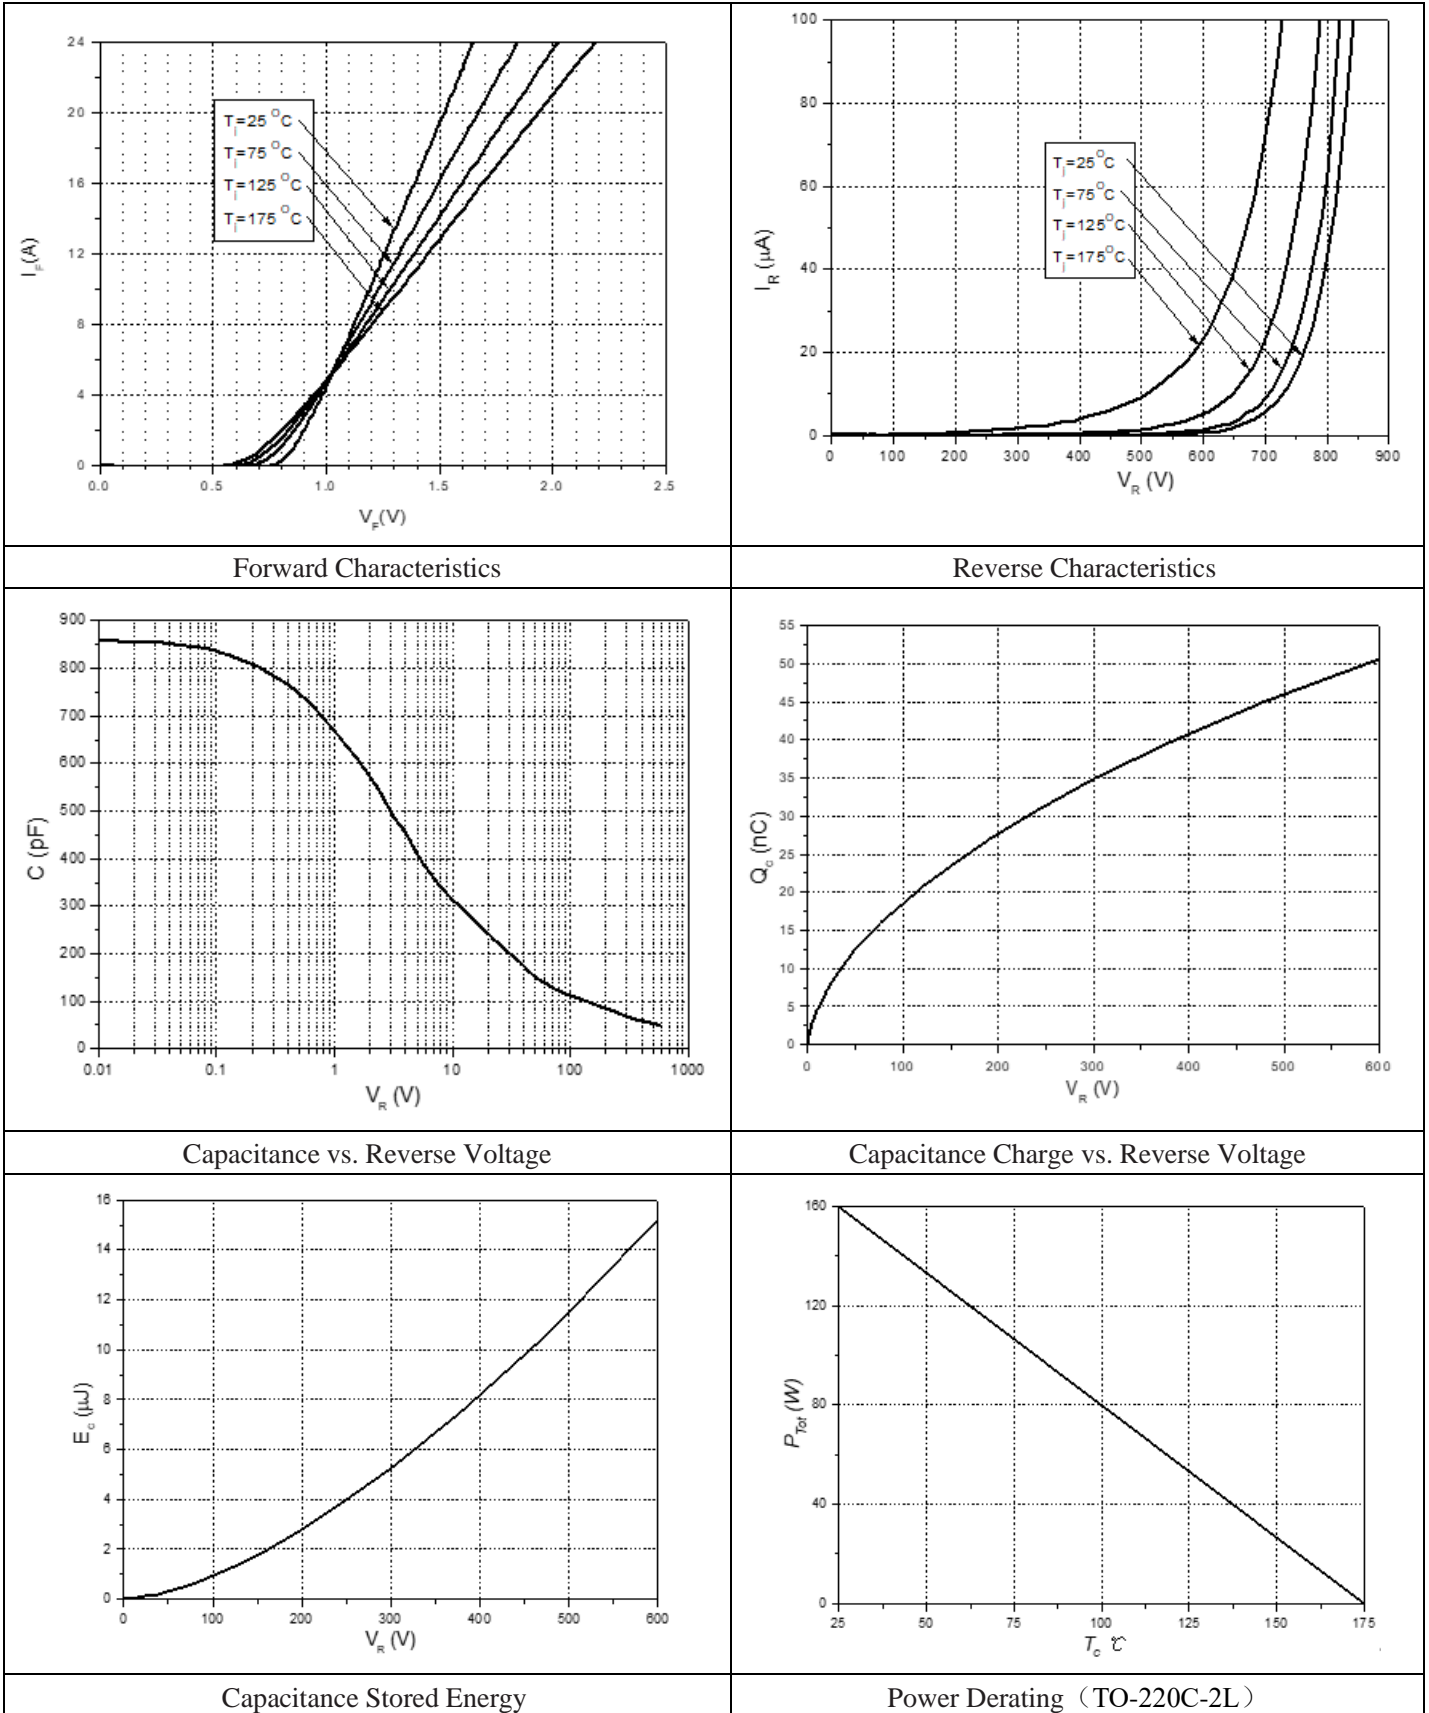 24
20
16
12
8
4
0
I_F(A)
T_j=25 °C
T_j=75 °C
T_j=125 °C
T_j=175 °C
0.0 0.5 1.0 1.5 2.0 2.5
V_F(V)
100
80
60
40
20
0
I_R (μA)
T_j=25°C
T_j=75°C
T_j=125°C
T_j=175°C
0 100 200 300 400 500 600 700 800 900
V_R (V)
Forward Characteristics
Reverse Characteristics
900
800
700
600
500
400
300
200
100
0
C (pF)
0.01 0.1 1 10 100 1000
V_R (V)
55
50
45
40
35
30
25
20
15
10
5
0
Q_c (nC)
0 100 200 300 400 500 600
V_R (V)
Capacitance vs. Reverse Voltage
Capacitance Charge vs. Reverse Voltage
16
14
12
10
8
6
4
2
0
E_c (μJ)
0 100 200 300 400 500 600
V_R (V)
160
120
80
40
0
P_Tot (W)
25 50 75 100 125 150 175
T_c ℃
Capacitance Stored Energy
Power Derating（TO-220C-2L）